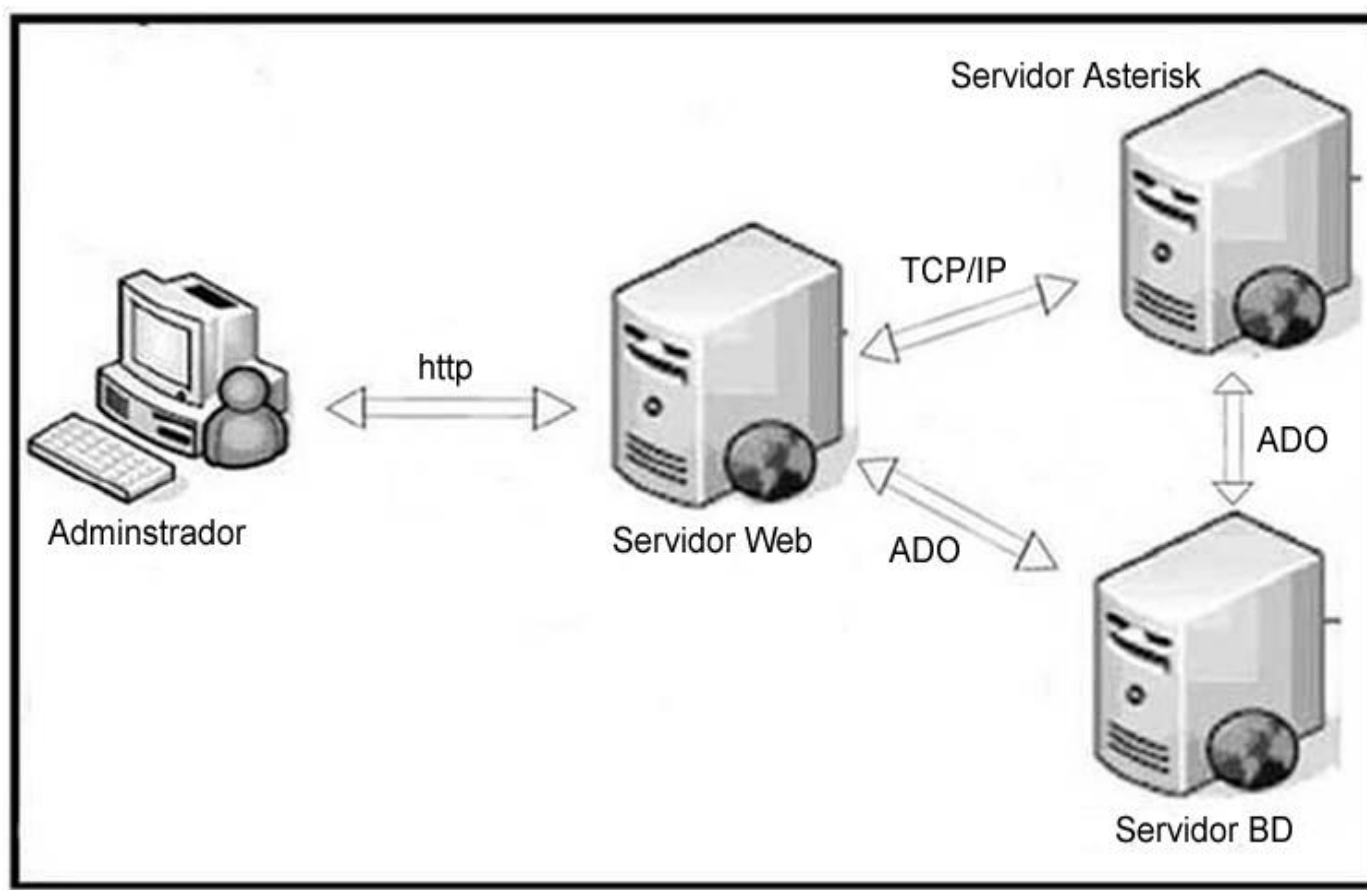 Servidor Asterisk
TCP/IP
http
ADO
Adminstrador
Servidor Web
ADO
Servidor BD